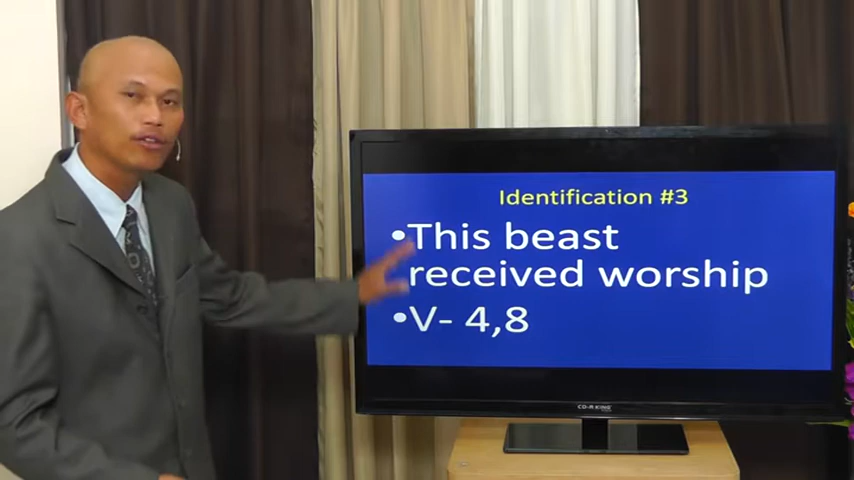 Identification #3
•This beast
received worship
•V- 4,8
CD-R KING